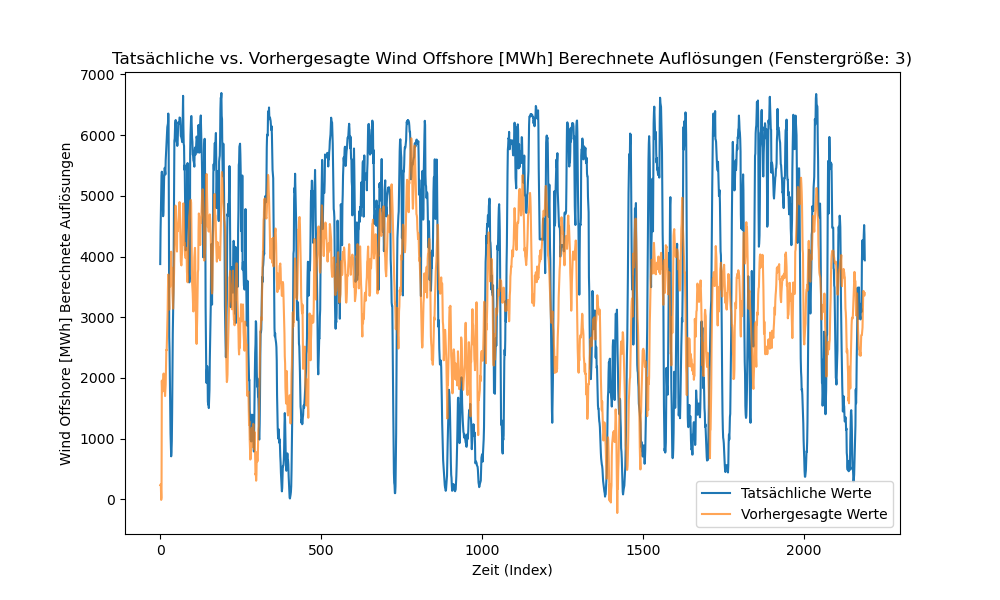 Tatsächliche vs. Vorhergesagte Wind Offshore [MWh] Berechnete Auflösungen (Fenstergröße: 3)
Wind Offshore [MWh] Berechnete Auflösungen
7000
6000
5000
4000
3000
2000
1000
0
0 500 1000 1500 2000
Zeit (Index)
Tatsächliche Werte
Vorhergesagte Werte